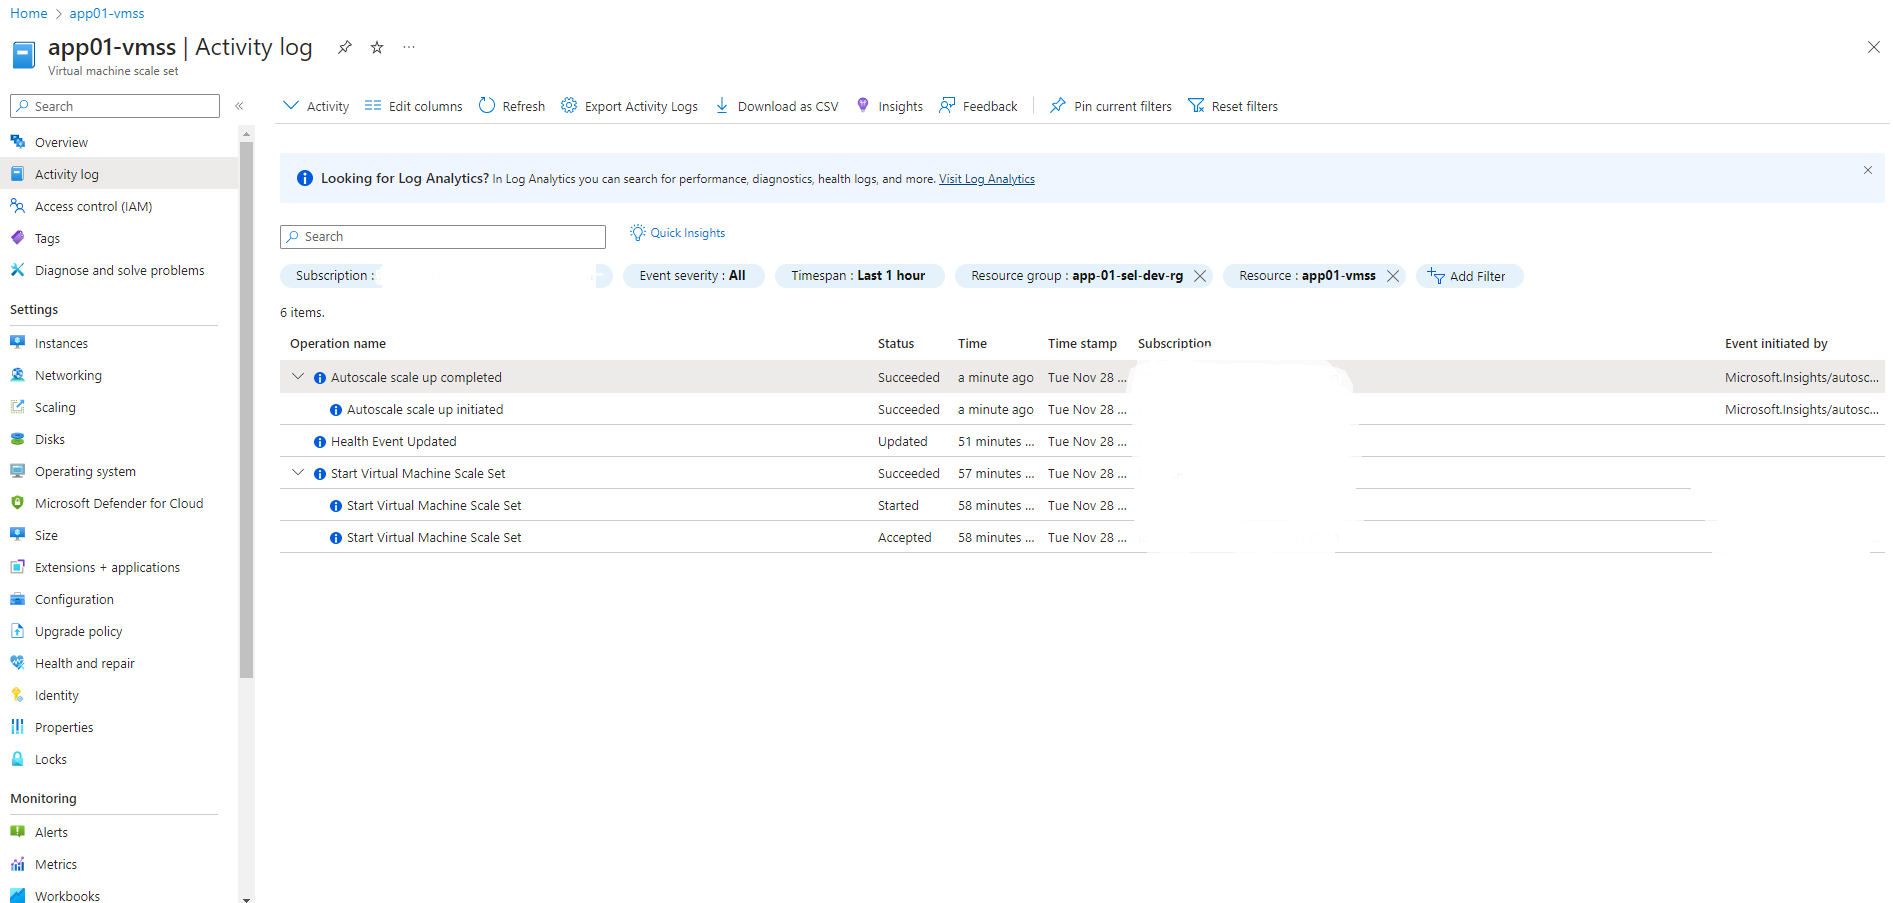 Home > app01-vmss
app01-vmss | Activity log
Virtual machine scale set
Search
Activity
Edit columns
Refresh
Export Activity Logs
Download as CSV
Insights
Feedback
Pin current filters
Reset filters
Overview
Activity log
Access control (IAM)
Tags
Diagnose and solve problems
Settings
Instances
Networking
Scaling
Disks
Operating system
Microsoft Defender for Cloud
Size
Extensions + applications
Configuration
Upgrade policy
Health and repair
Identity
Properties
Locks
Monitoring
Alerts
Metrics
Workbooks
Looking for Log Analytics? In Log Analytics you can search for performance, diagnostics, health logs, and more. Visit Log Analytics
Search
Quick Insights
Subscription :
Event severity : All
Timespan : Last 1 hour
Resource group : app-01-sel-dev-rg
Resource : app01-vmss
Add Filter
6 items.
Operation name Status Time Time stamp Subscription Event initiated by
Autoscale scale up completed Succeeded a minute ago Tue Nov 28 ... Microsoft.Insights/autosc...
Autoscale scale up initiated Succeeded a minute ago Tue Nov 28 ... Microsoft.Insights/autosc...
Health Event Updated Updated 51 minutes ... Tue Nov 28 ...
Start Virtual Machine Scale Set Succeeded 57 minutes ... Tue Nov 28 ...
Start Virtual Machine Scale Set Started 58 minutes ... Tue Nov 28 ...
Start Virtual Machine Scale Set Accepted 58 minutes ... Tue Nov 28 ...